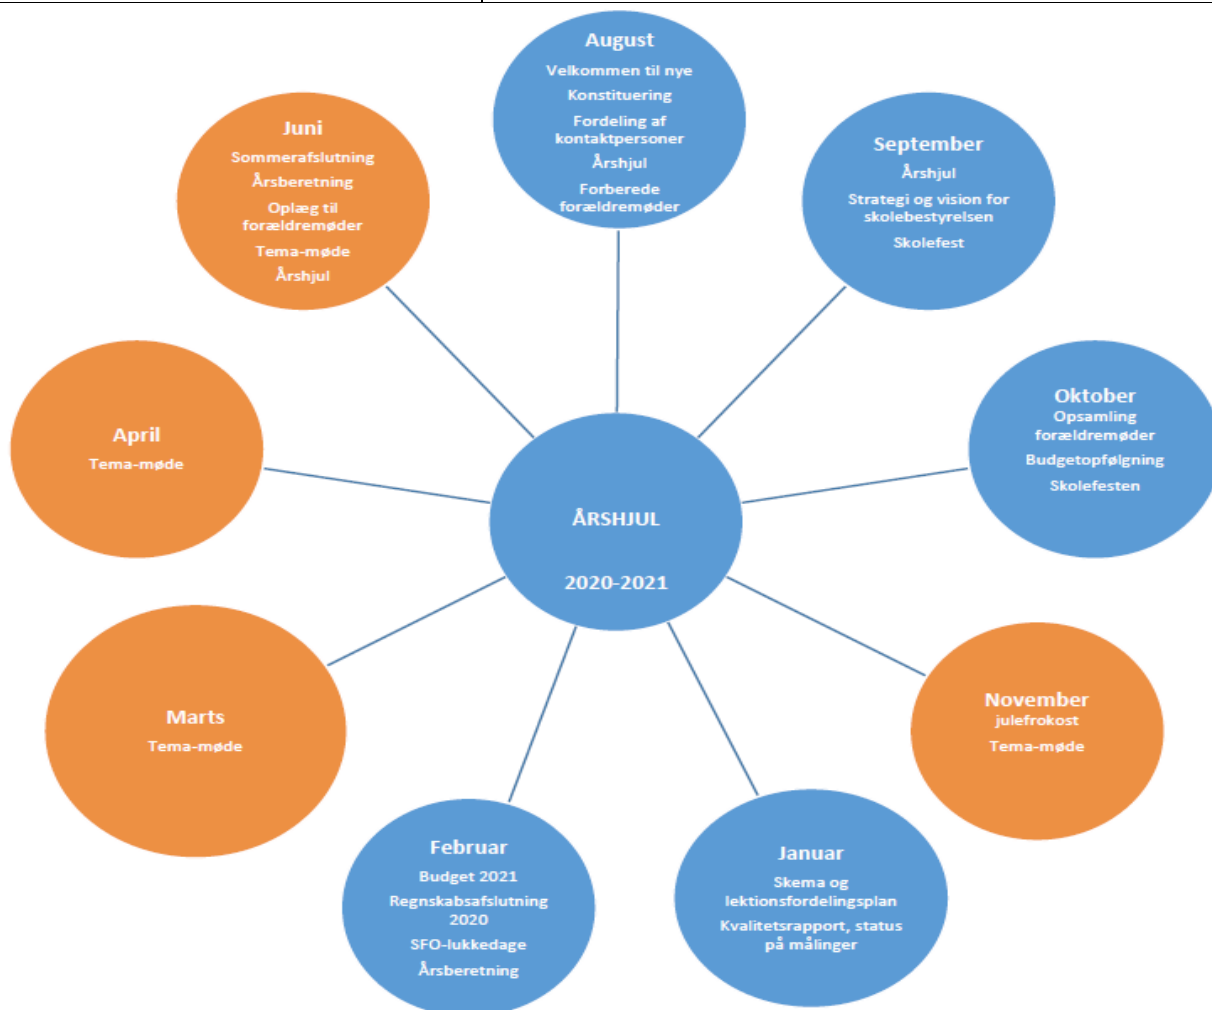 August
Velkommen til nye
Konstituering
Fordeling af
kontaktpersoner
Årshjul
Forberede
forældremøder
September
Årshjul
Strategi og vision for
skolebestyrelsen
Skolefest
Oktober
Opsamling
forældremøder
Budgetopfølgning
Skolefesten
November
julefrokost
Tema-møde
Januar
Skema og
lektionsfordelingsplan
Kvalitetsrapport, status
på målinger
Februar
Budget 2021
Regnskabsafslutning
2020
SFO-lukkedage
Årsberetning
Marts
Tema-møde
April
Tema-møde
Juni
Sommerafslutning
Årsberetning
Oplæg til
forældremøder
Tema-møde
Årshjul
ÅRSHJUL
2020-2021